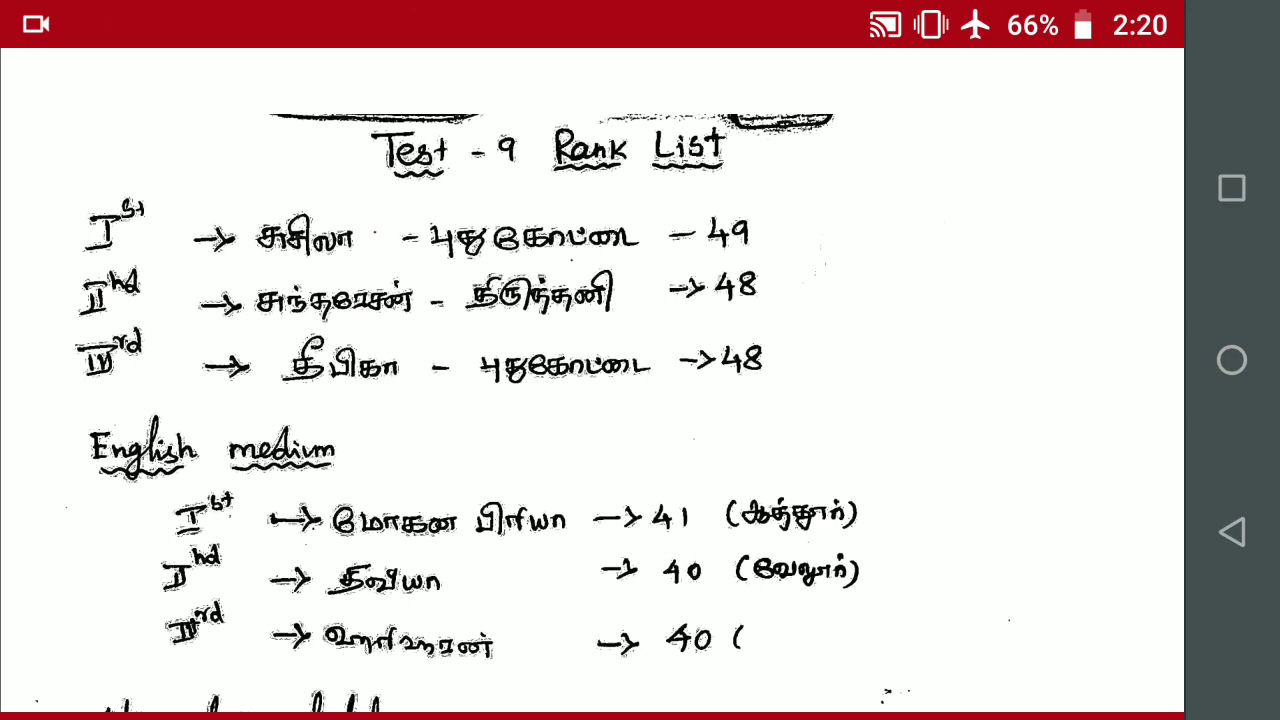 66% 2:20
Test - 9 Rank List
Ist → சுசிலா - புதுகோட்டை - 49
IInd → சுந்தரேசன் - திருத்தணி → 48
IIIrd → தீபிகா - புதுகோட்டை → 48
English medium
Ist → மோகன பிரியா → 41 (ஆத்தூர்)
IInd → திவ்யா → 40 (வேலூர்)
IIIrd → ஹரிஹரன் → 40 (